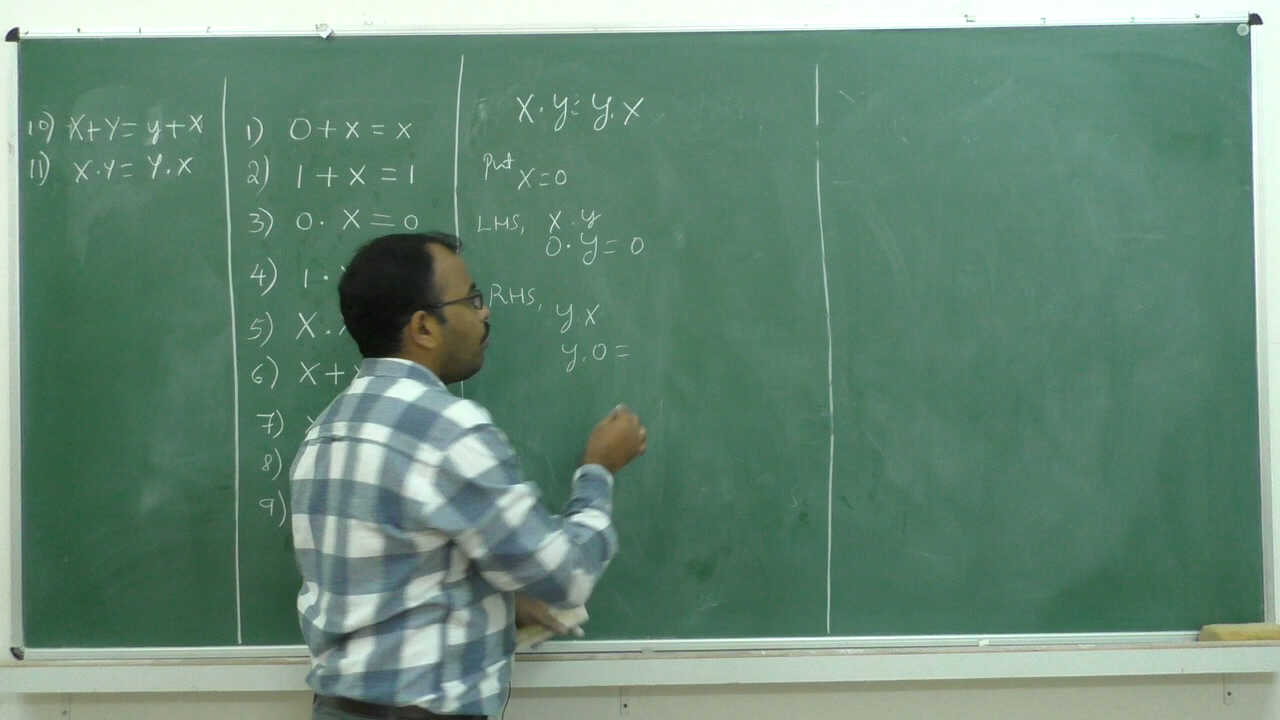 10) X+Y = y+X
11) X.Y = Y.X
1) 0+x = x
2) 1+x = 1
3) 0. X = 0
4) 1.
5) X.
6) X+
7)
8)
9)
X.Y = Y.X
Put X=0
LHS, X.y
0.Y = 0
RHS, y.X
y.0 =